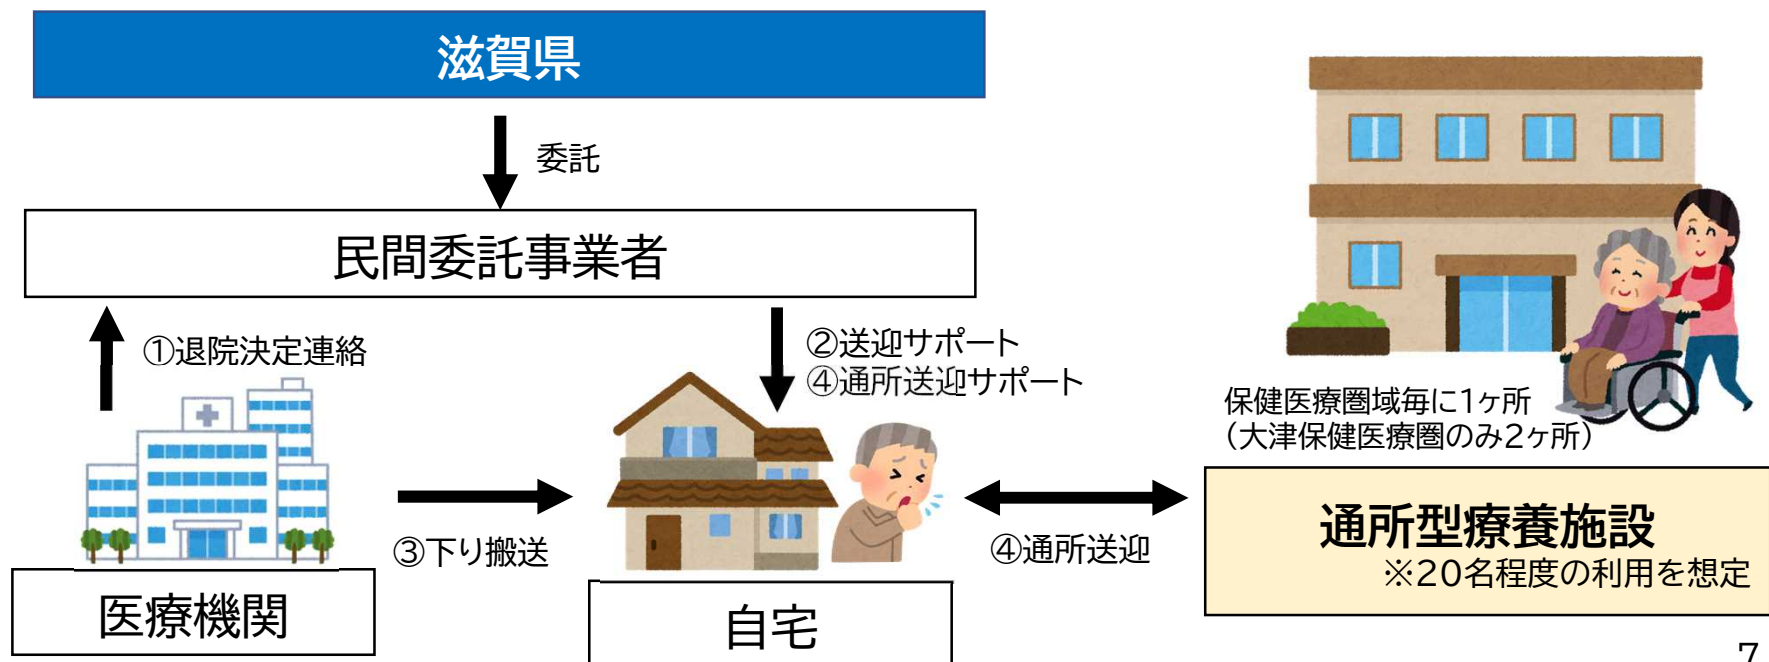 滋賀県
委託
民間委託事業者
①退院決定連絡
②送迎サポート
④通所送迎サポート
保健医療圏域毎に1ヶ所
（大津保健医療圏のみ2ヶ所）
③下り搬送
④通所送迎
通所型療養施設
※20名程度の利用を想定
医療機関
自宅
7